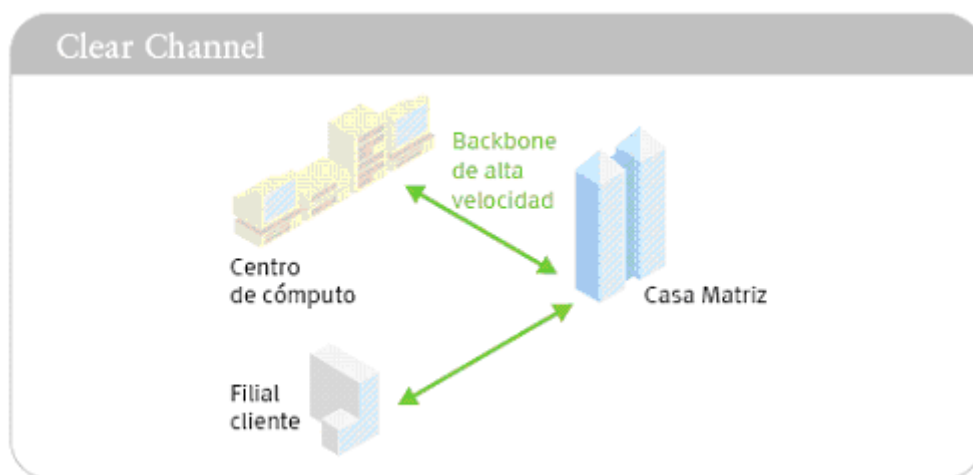 Clear Channel
Backbone
de alta
velocidad
Centro
de cómputo
Casa Matriz
Filial
cliente